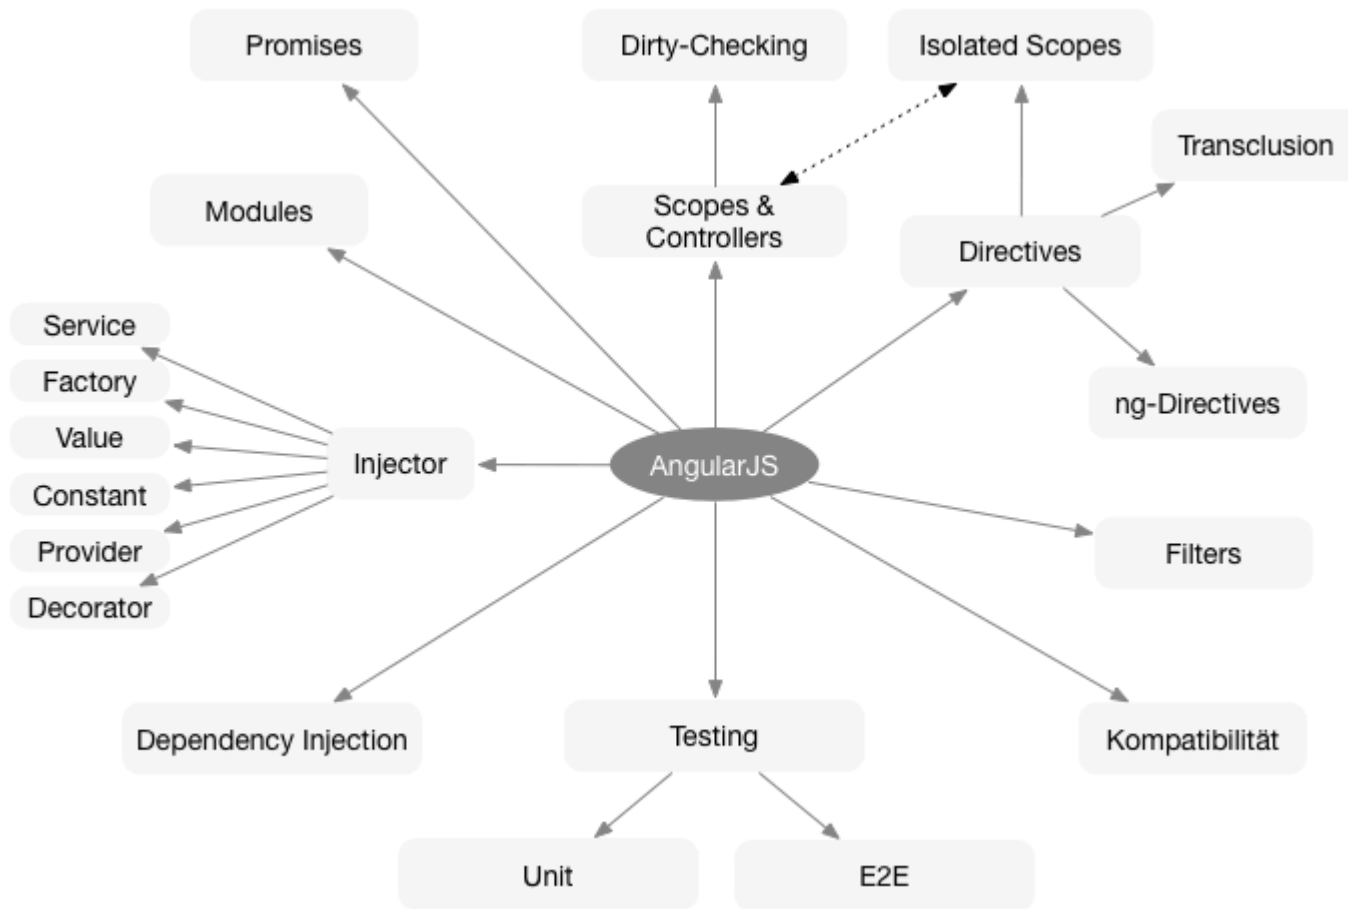 Promises
Dirty-Checking
Isolated Scopes
Transclusion
Modules
Scopes &
Controllers
Directives
Service
Factory
Value
Constant
Provider
Decorator
Injector
AngularJS
ng-Directives
Filters
Dependency Injection
Testing
Kompatibilität
Unit
E2E